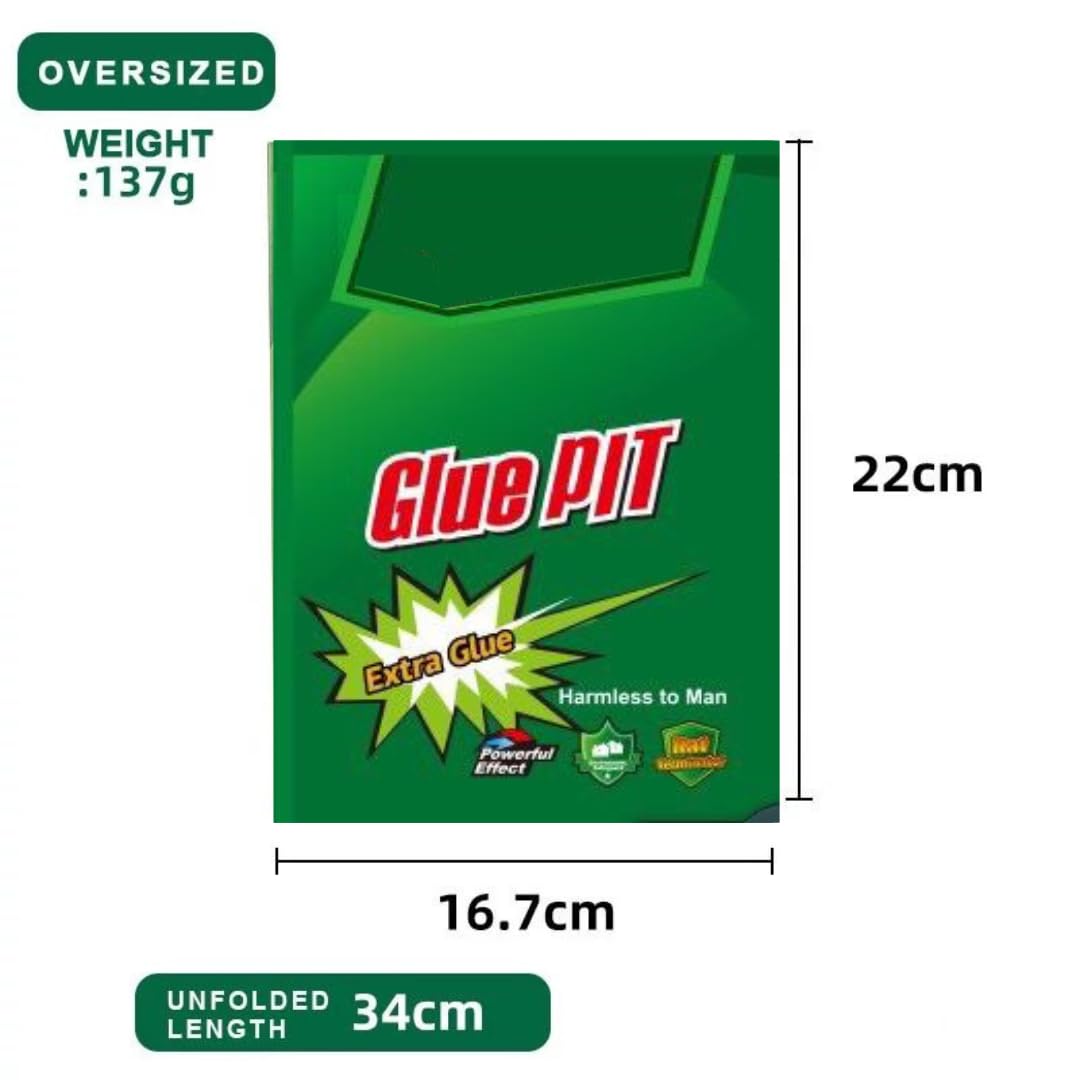 OVERSIZED
WEIGHT
:137g
22cm
Glue PIT
Extra Glue
Harmless to Man
Powerful
Effect
16.7cm
UNFOLDED
LENGTH
34cm